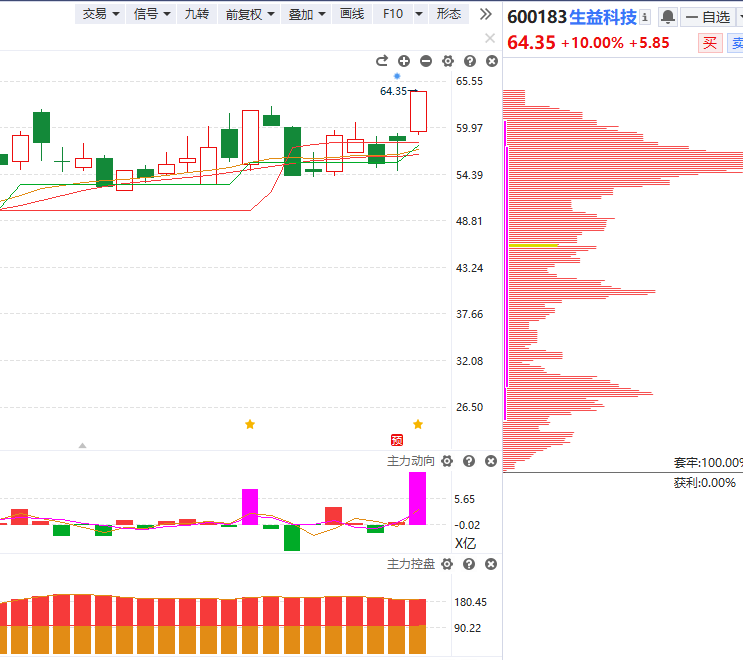 交易 信号 九转 前复权 叠加 画线 F10 形态
600183 生益科技 自选
64.35 +10.00% +5.85 买 卖
65.55
64.35
59.97
54.39
48.81
43.24
37.66
32.08
26.50
预
套牢:100.00%
获利:0.00%
主力动向
5.65
-0.02
X亿
主力控盘
180.45
90.22